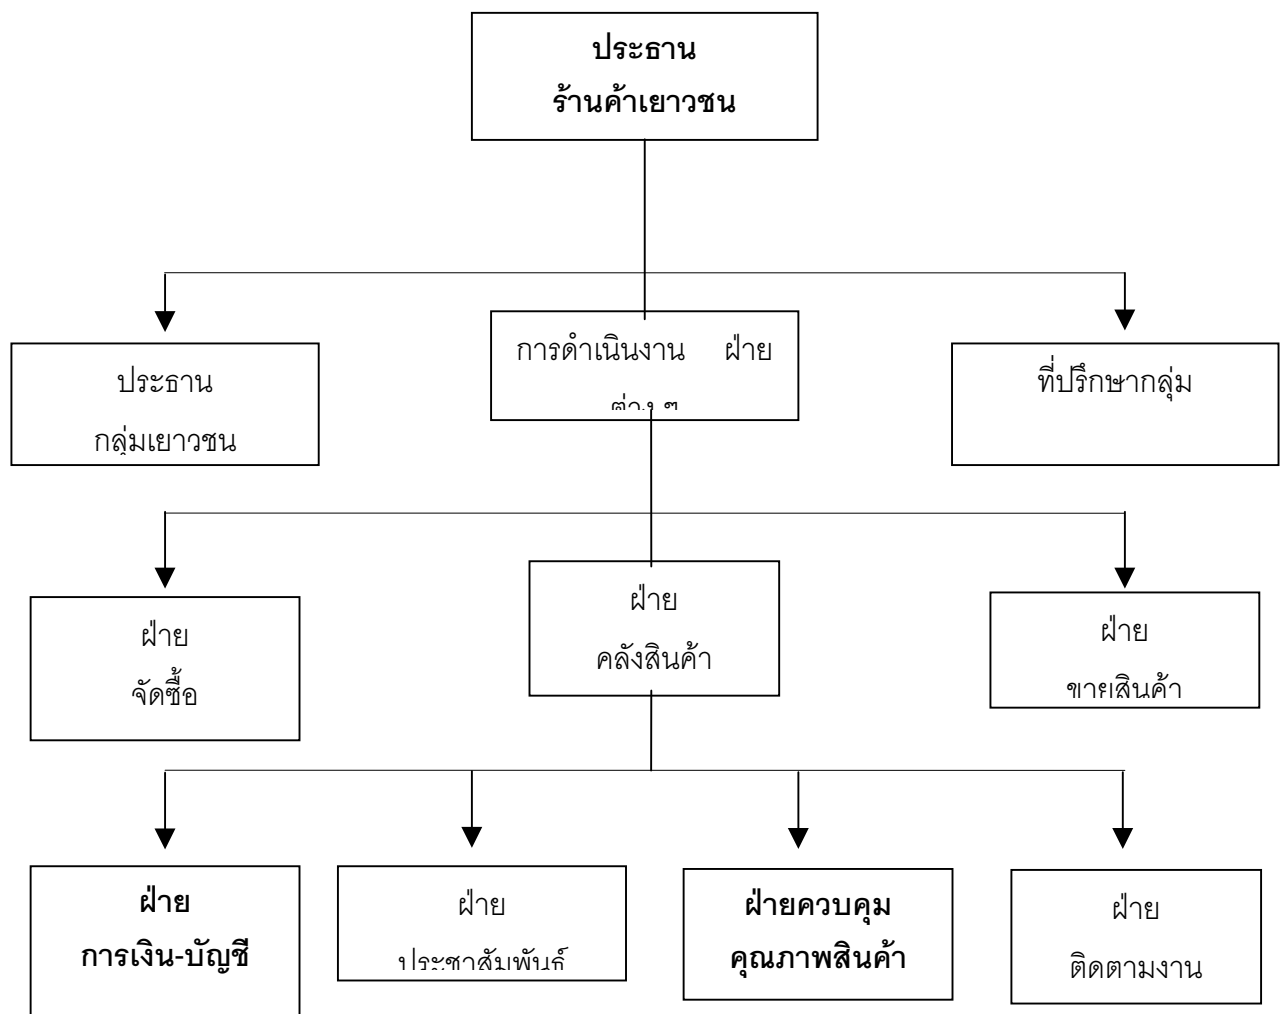 ประธาน
ร้านค้าเยาวชน
ประธาน
กลุ่มเยาวชน
การดำเนินงาน ฝ่าย
ต่าง ๆ
ที่ปรึกษากลุ่ม
ฝ่าย
จัดซื้อ
ฝ่าย
คลังสินค้า
ฝ่าย
ขายสินค้า
ฝ่าย
การเงิน-บัญชี
ฝ่าย
ประชาสัมพันธ์
ฝ่ายควบคุม
คุณภาพสินค้า
ฝ่าย
ติดตามงาน